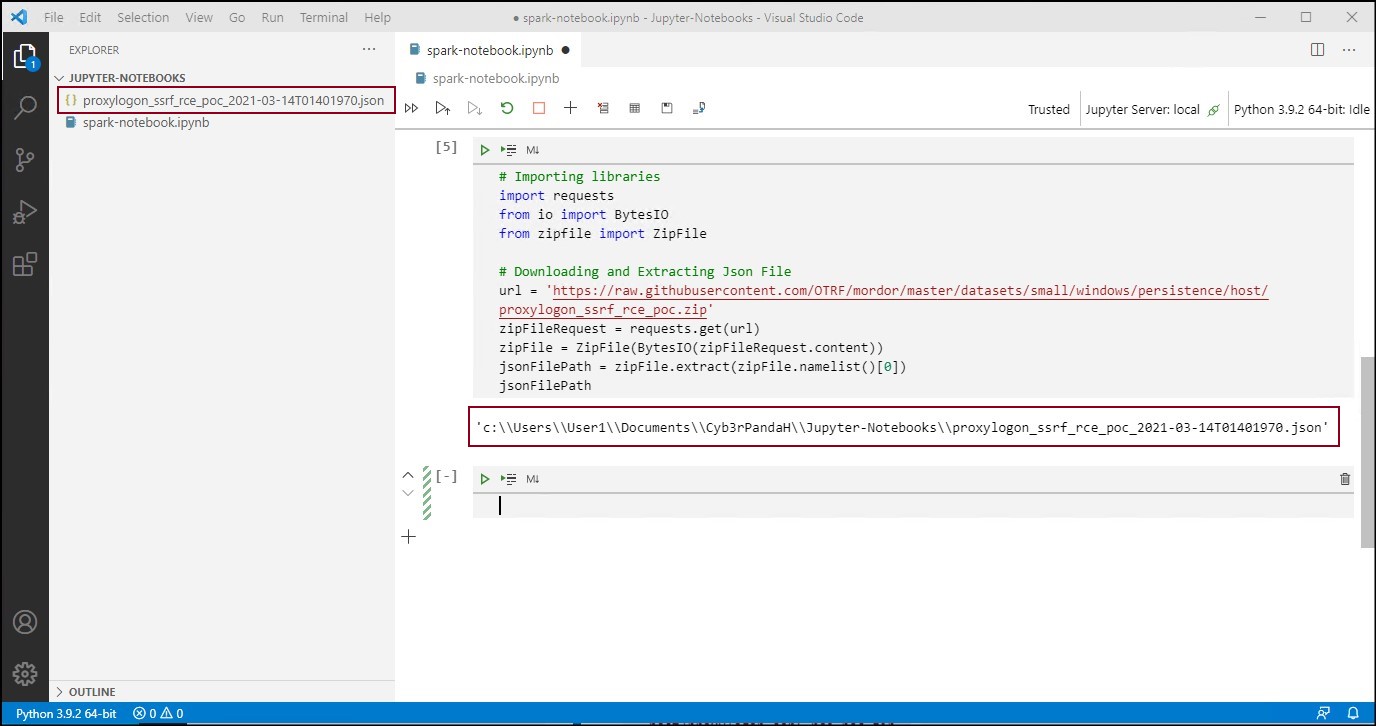 File Edit Selection View Go Run Terminal Help
● spark-notebook.ipynb - Jupyter-Notebooks - Visual Studio Code
1
EXPLORER
JUPYTER-NOTEBOOKS
{} proxylogon_ssrf_rce_poc_2021-03-14T01401970.json
spark-notebook.ipynb
OUTLINE
spark-notebook.ipynb ●
spark-notebook.ipynb
Trusted
Jupyter Server: local
Python 3.9.2 64-bit: Idle
[5]
M↓
# Importing libraries
import requests
from io import BytesIO
from zipfile import ZipFile
# Downloading and Extracting Json File
url = 'https://raw.githubusercontent.com/OTRF/mordor/master/datasets/small/windows/persistence/host/
proxylogon_ssrf_rce_poc.zip'
zipFileRequest = requests.get(url)
zipFile = ZipFile(BytesIO(zipFileRequest.content))
jsonFilePath = zipFile.extract(zipFile.namelist()[0])
jsonFilePath
'c:\\Users\\User1\\Documents\\Cyb3rPandaH\\Jupyter-Notebooks\\proxylogon_ssrf_rce_poc_2021-03-14T01401970.json'
[-]
M↓
Python 3.9.2 64-bit
0 0